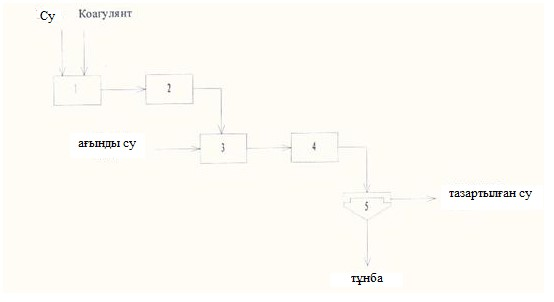 Су Коагулянт
1
2
ағынды су
3
4
5
тазартылған су
тұнба